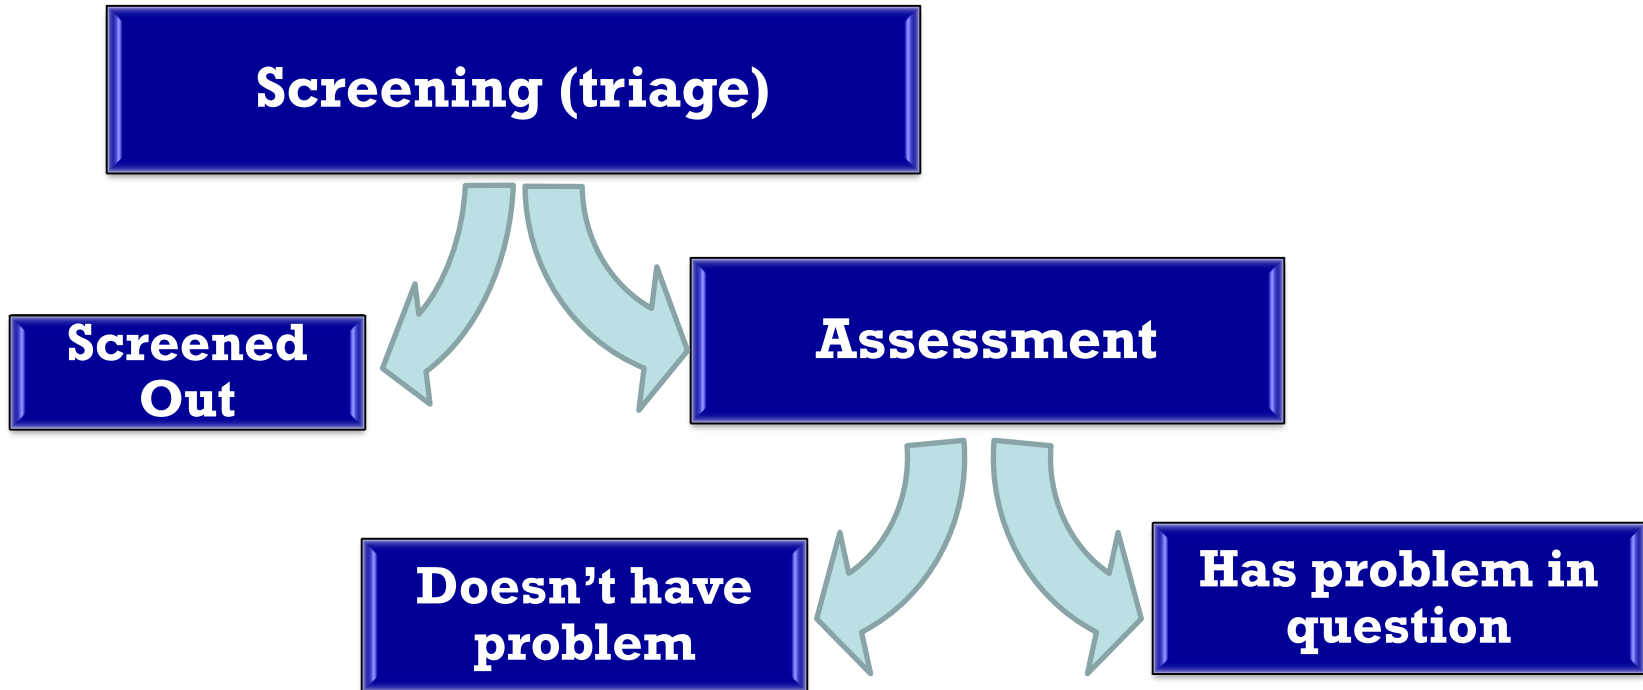 Screening (triage)
Screened
Out
Assessment
Doesn’t have
problem
Has problem in
question